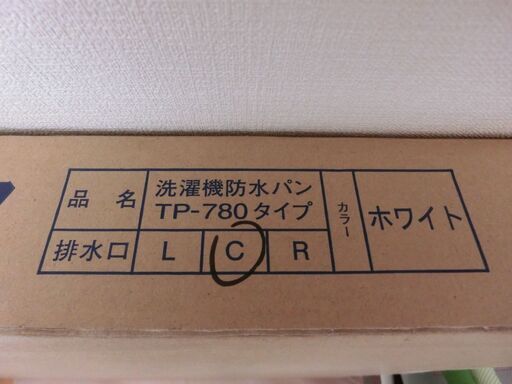 品名
洗濯機防水パン
TP-780タイプ
カラー
ホワイト
排水口 L C R